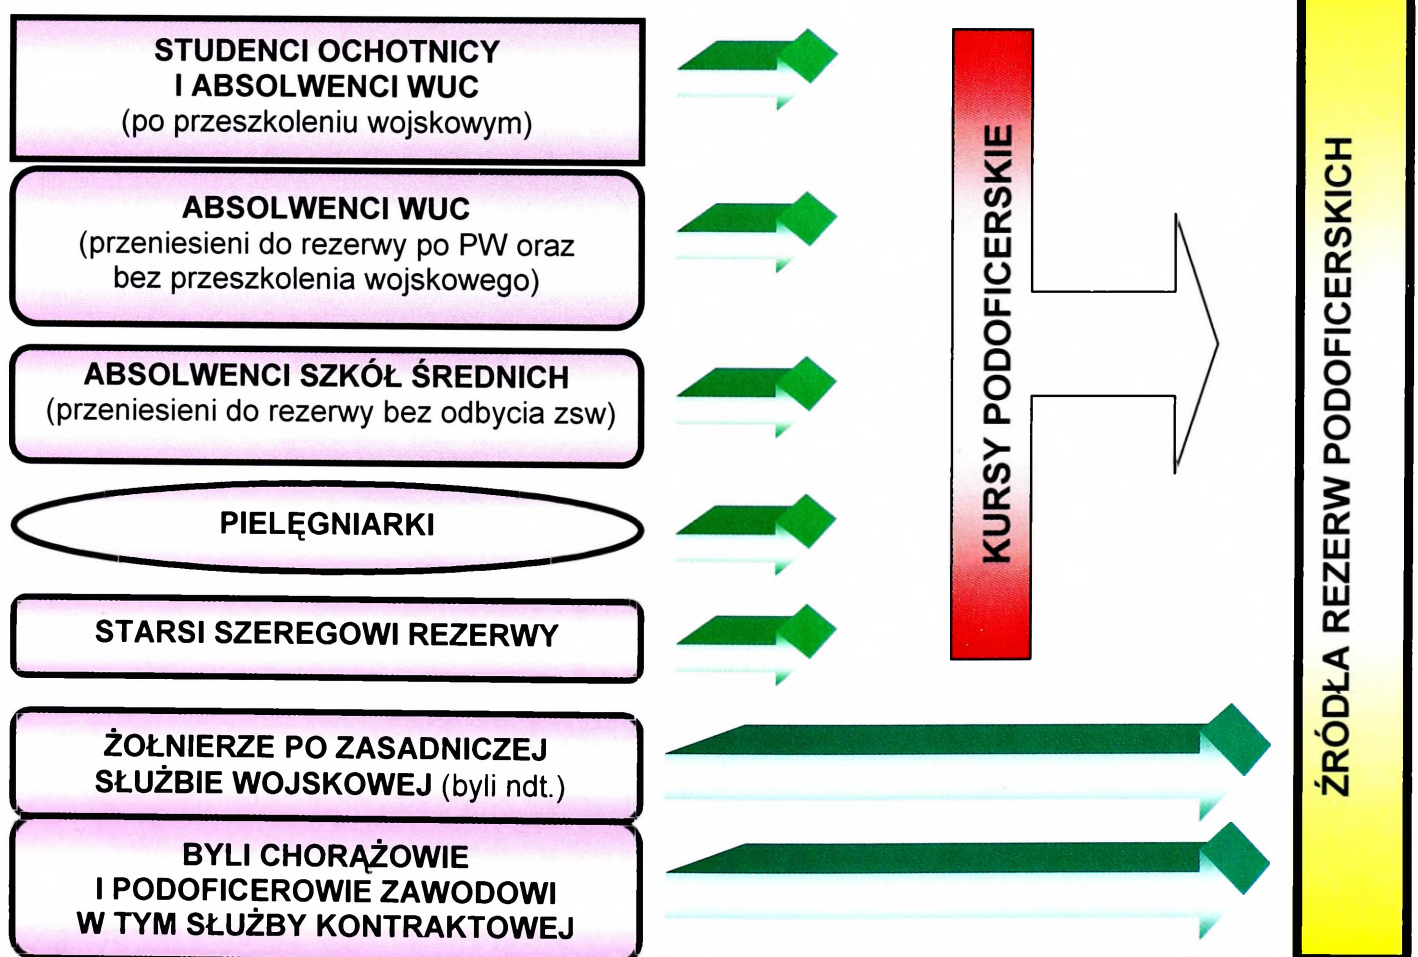 STUDENCI OCHOTNICY
I ABSOLWENCI WUC
(po przeszkoleniu wojskowym)
ABSOLWENCI WUC
(przeniesieni do rezerwy po PW oraz
bez przeszkolenia wojskowego)
ABSOLWENCI SZKÓŁ ŚREDNICH
(przeniesieni do rezerwy bez odbycia zsw)
PIELĘGNIARKI
STARSI SZEREGOWI REZERWY
ŻOŁNIERZE PO ZASADNICZEJ
SŁUŻBIE WOJSKOWEJ (byli ndt.)
BYLI CHORĄŻOWIE
I PODOFICEROWIE ZAWODOWI
W TYM SŁUŻBY KONTRAKTOWEJ
KURSY PODOFICERSKIE
ŹRÓDŁA REZERW PODOFICERSKICH